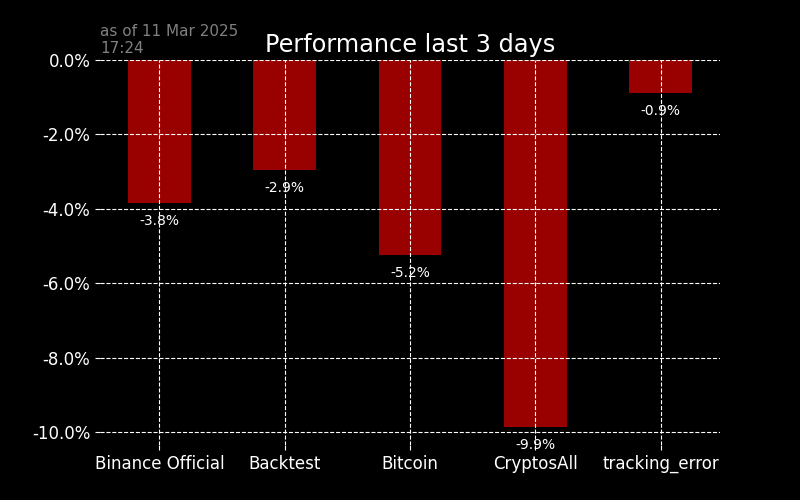 as of 11 Mar 2025
17:24
Performance last 3 days
0.0%
-2.0%
-4.0%
-6.0%
-8.0%
-10.0%
-3.8%
-2.9%
-5.2%
-9.9%
-0.9%
Binance Official
Backtest
Bitcoin
CryptosAll
tracking_error